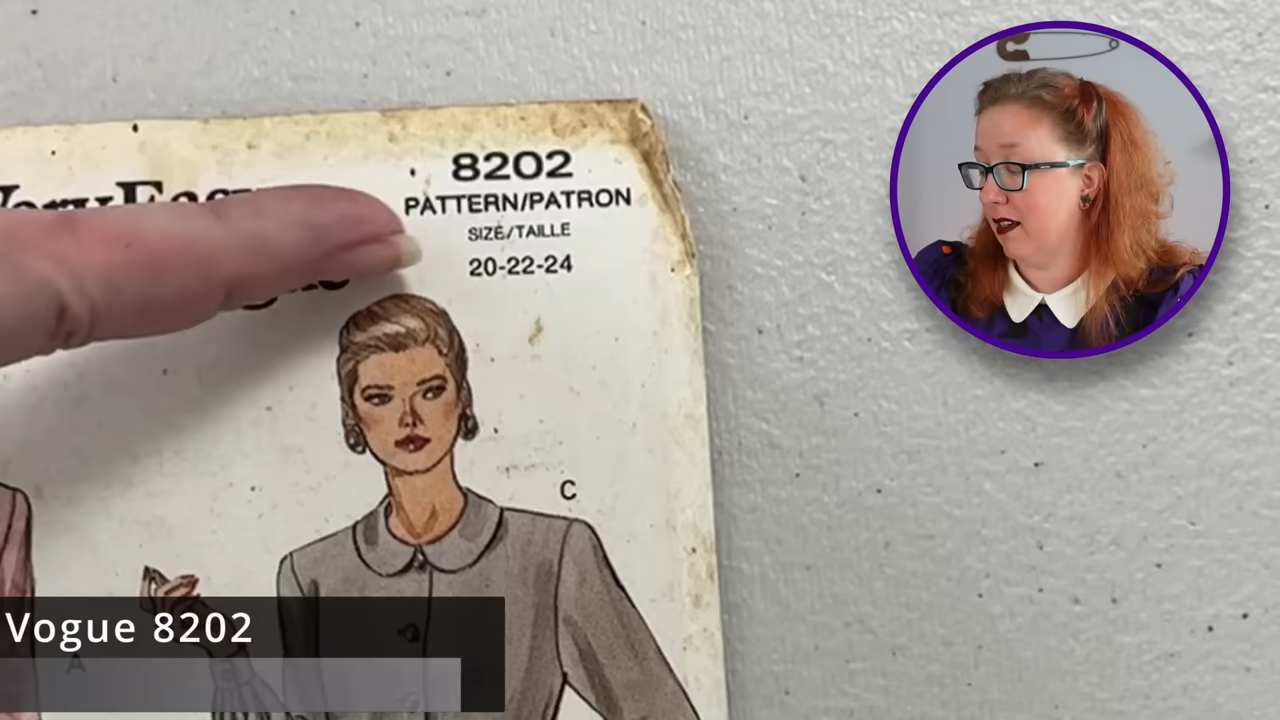 8202
PATTERN/PATRON
SIZE/TAILLE
20-22-24
C
A
Vogue 8202